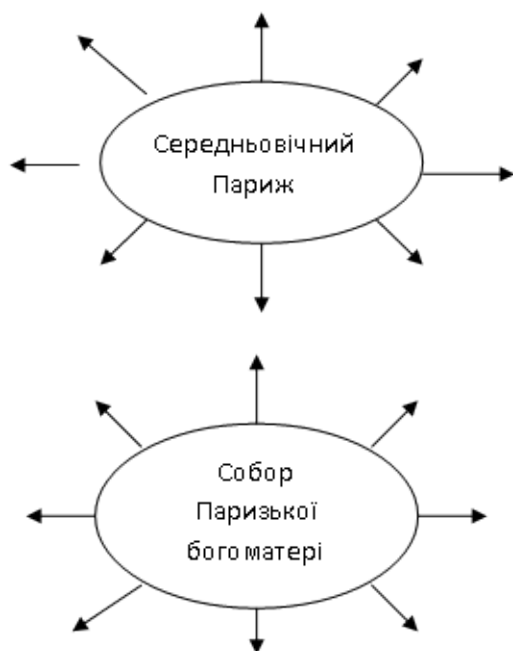 Середньовічний
Париж
Собор
Паризької
богоматері